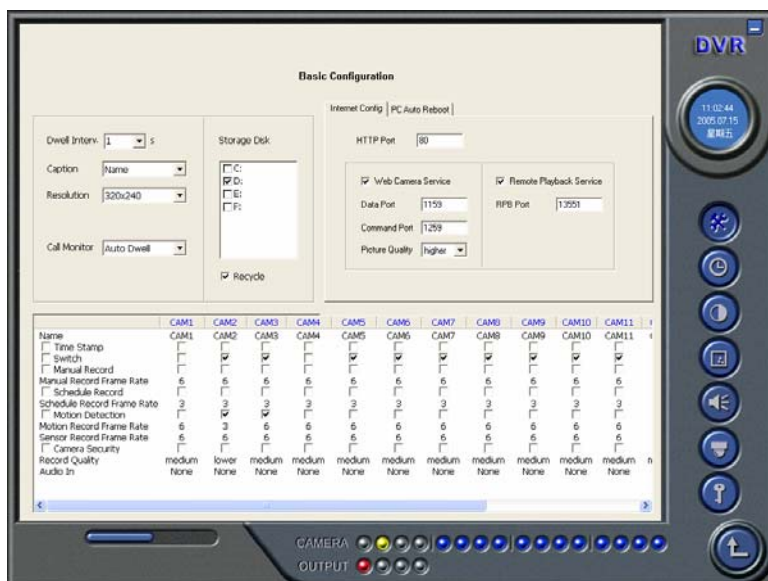 DVR
11:02:44
2005.07.15
星期五
Basic Configuration
Internet Config PC Auto Reboot
Dwell Interv. 1 s
Caption Name
Resolution 320x240
Call Monitor Auto Dwell
Storage Disk
C:
D:
E:
F:
Recycle
HTTP Port 80
Web Camera Service
Data Port 1159
Command Port 1259
Picture Quality higher
Remote Playback Service
RPB Port 13551
CAM1 CAM2 CAM3 CAM4 CAM5 CAM6 CAM7 CAM8 CAM9 CAM10 CAM11
Name CAM1 CAM2 CAM3 CAM4 CAM5 CAM6 CAM7 CAM8 CAM9 CAM10 CAM11
Time Stamp
Switch
Manual Record
Manual Record Frame Rate 6 6 6 6 6 6 6 6 6 6 6
Schedule Record
Schedule Record Frame Rate 3 3 3 3 3 3 3 3 3 3 3
Motion Detection
Motion Record Frame Rate 6 3 6 6 6 6 6 6 6 6 6
Sensor Record Frame Rate 6 6 6 6 6 6 6 6 6 6 6
Camera Security
Record Quality medium lower medium medium medium medium medium medium medium medium medium
Audio In None None None None None None None None None None None
CAMERA
OUTPUT